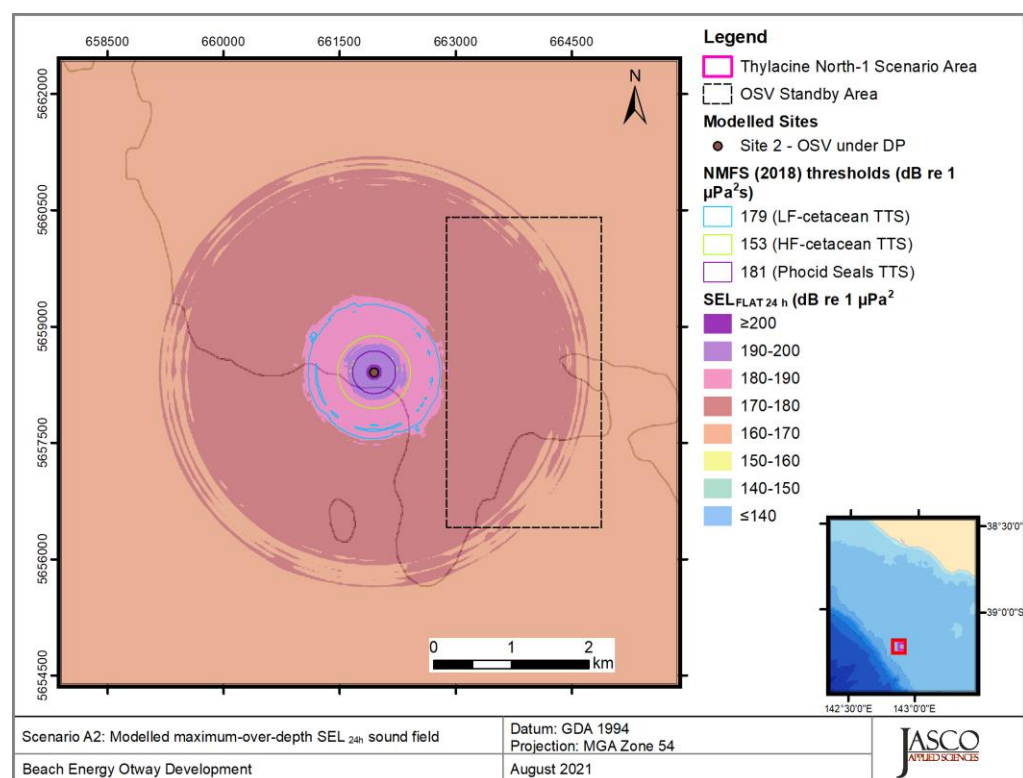 658500 660000 661500 663000 664500
5662000
5660500
5659000
5657500
5656000
5654500
N
0 1 2
km
Legend
Thylacine North-1 Scenario Area
OSV Standby Area
Modelled Sites
Site 2 - OSV under DP
NMFS (2018) thresholds (dB re 1
µPa²s)
179 (LF-cetacean TTS)
153 (HF-cetacean TTS)
181 (Phocid Seals TTS)
SEL FLAT 24 h (dB re 1 µPa²
≥200
190-200
180-190
170-180
160-170
150-160
140-150
≤140
38°30'0"
39°0'0"S
142°30'0"E 143°0'0"E
Scenario A2: Modelled maximum-over-depth SEL 24h sound field
Datum: GDA 1994
Projection: MGA Zone 54
Beach Energy Otway Development
August 2021
JASCO
APPLIED SCIENCES